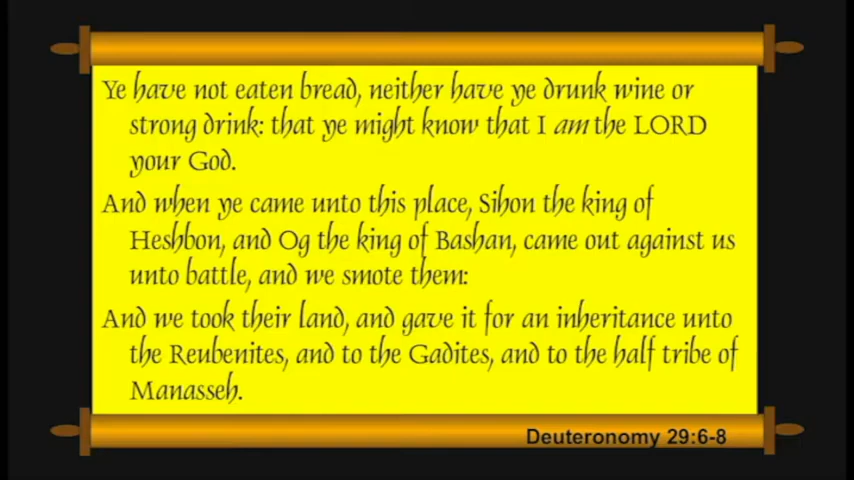 Ye have not eaten bread, neither have ye drunk wine or
strong drink: that ye might know that I am the LORD
your God.
And when ye came unto this place, Sihon the king of
Heshbon, and Og the king of Bashan, came out against us
unto battle, and we smote them:
And we took their land, and gave it for an inheritance unto
the Reubenites, and to the Gadites, and to the half tribe of
Manasseh.
Deuteronomy 29:6-8